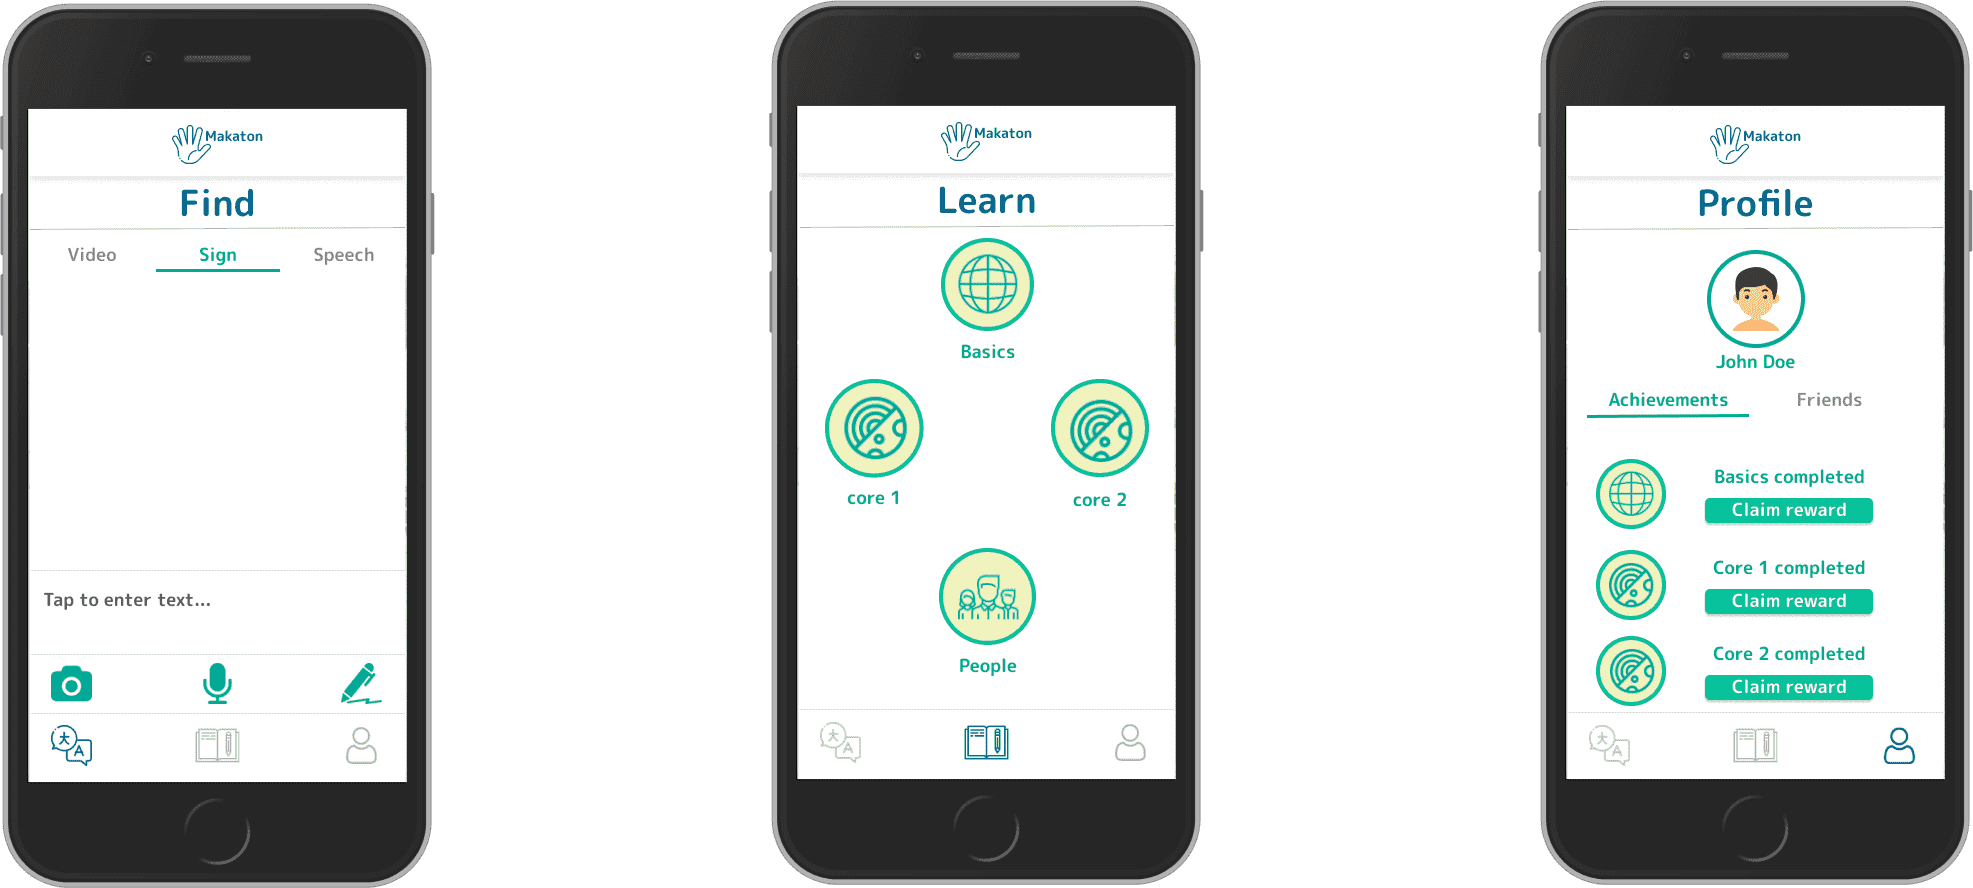 Makaton
Find
Video Sign Speech
Tap to enter text...
Makaton
Learn
Basics
core 1 core 2
People
Makaton
Profile
John Doe
Achievements Friends
Basics completed
Claim reward
Core 1 completed
Claim reward
Core 2 completed
Claim reward